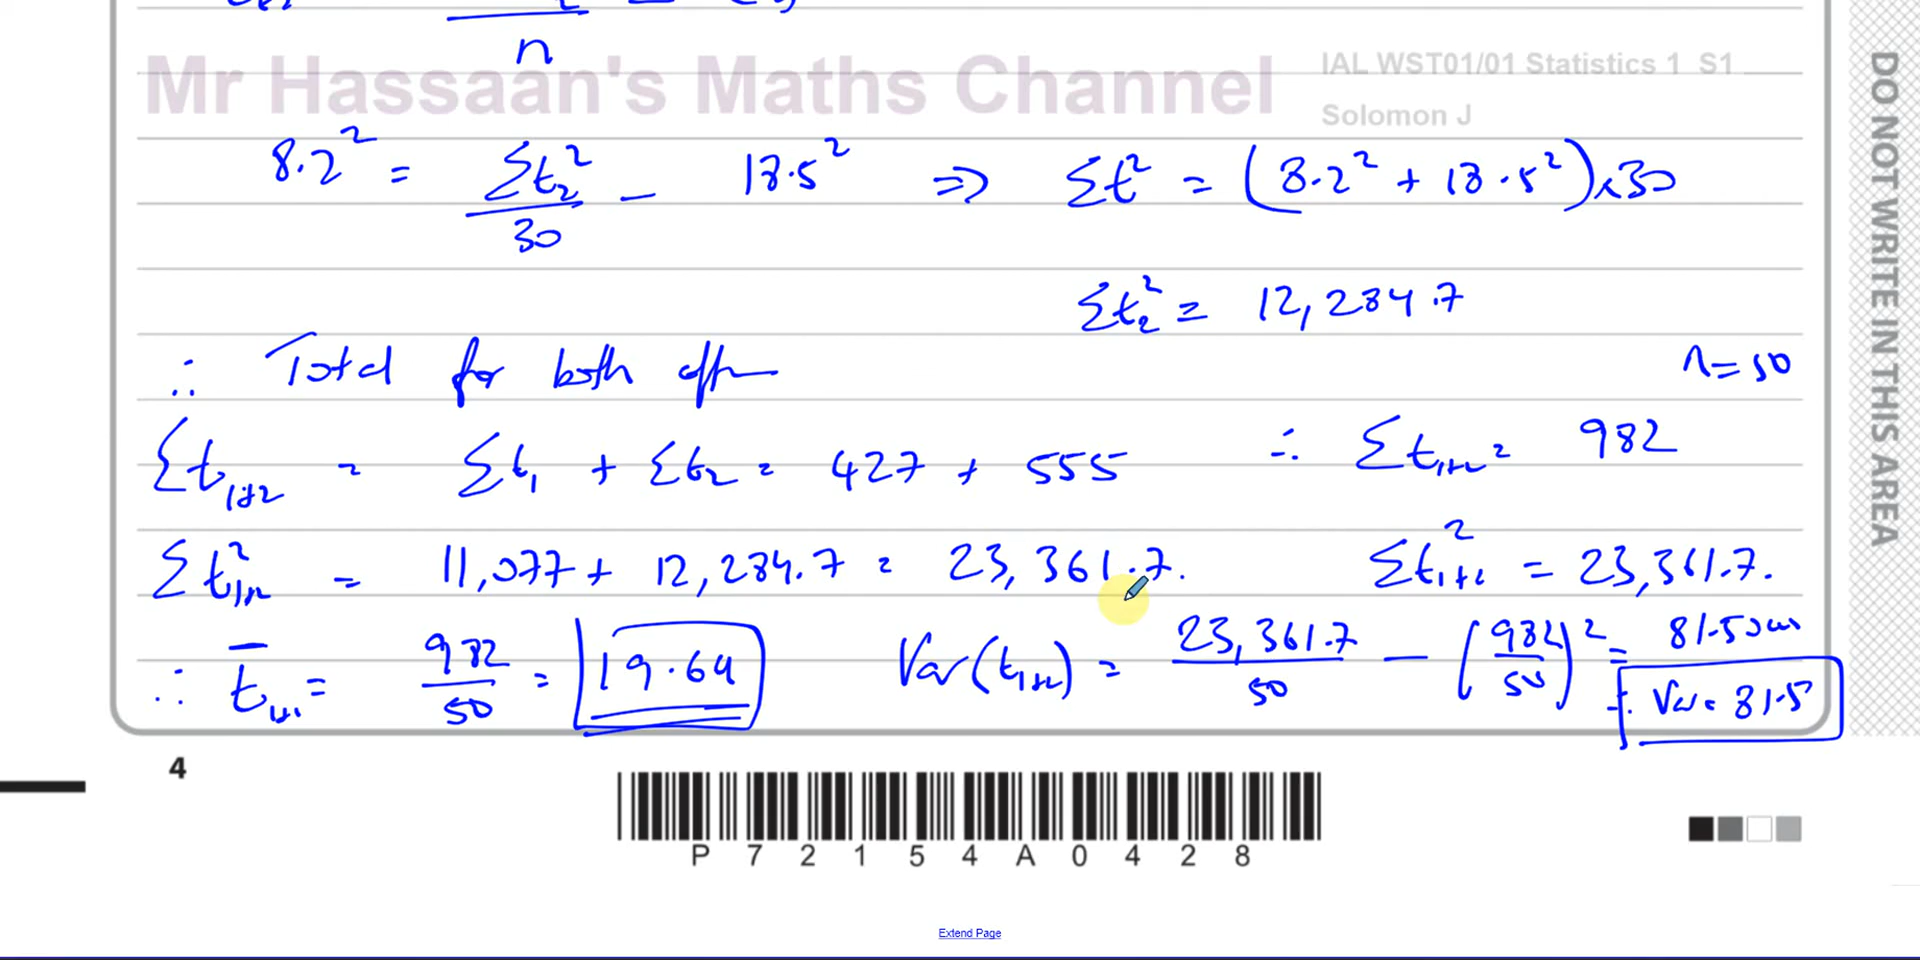 n
Mr Hassaan's Maths Channel
IAL WST01/01 Statistics 1 S1
Solomon J
8.2² = Σt₂²/30 − 18.5² ⇒ Σt² = (8.2² + 18.5²)×30
Σt₂² = 12,284.7
∴ Total for both
n = 50
Σt₁₊₂ = Σt₁ + Σt₂ = 427 + 555 ∴ Σt₁₊₂ = 982
Σt²₁₊₂ = 11,077 + 12,284.7 = 23,361.7. Σt₁₊₂² = 23,361.7.
∴ t̄₁₊₂ = 982/50 = 19.64 Var(t₁₊₂) = 23,361.7/50 − (982/50)² = 81.5
∴ Var = 81.5
4
P 7 2 1 5 4 A 0 4 2 8
Extend Page
DO NOT WRITE IN THIS AREA